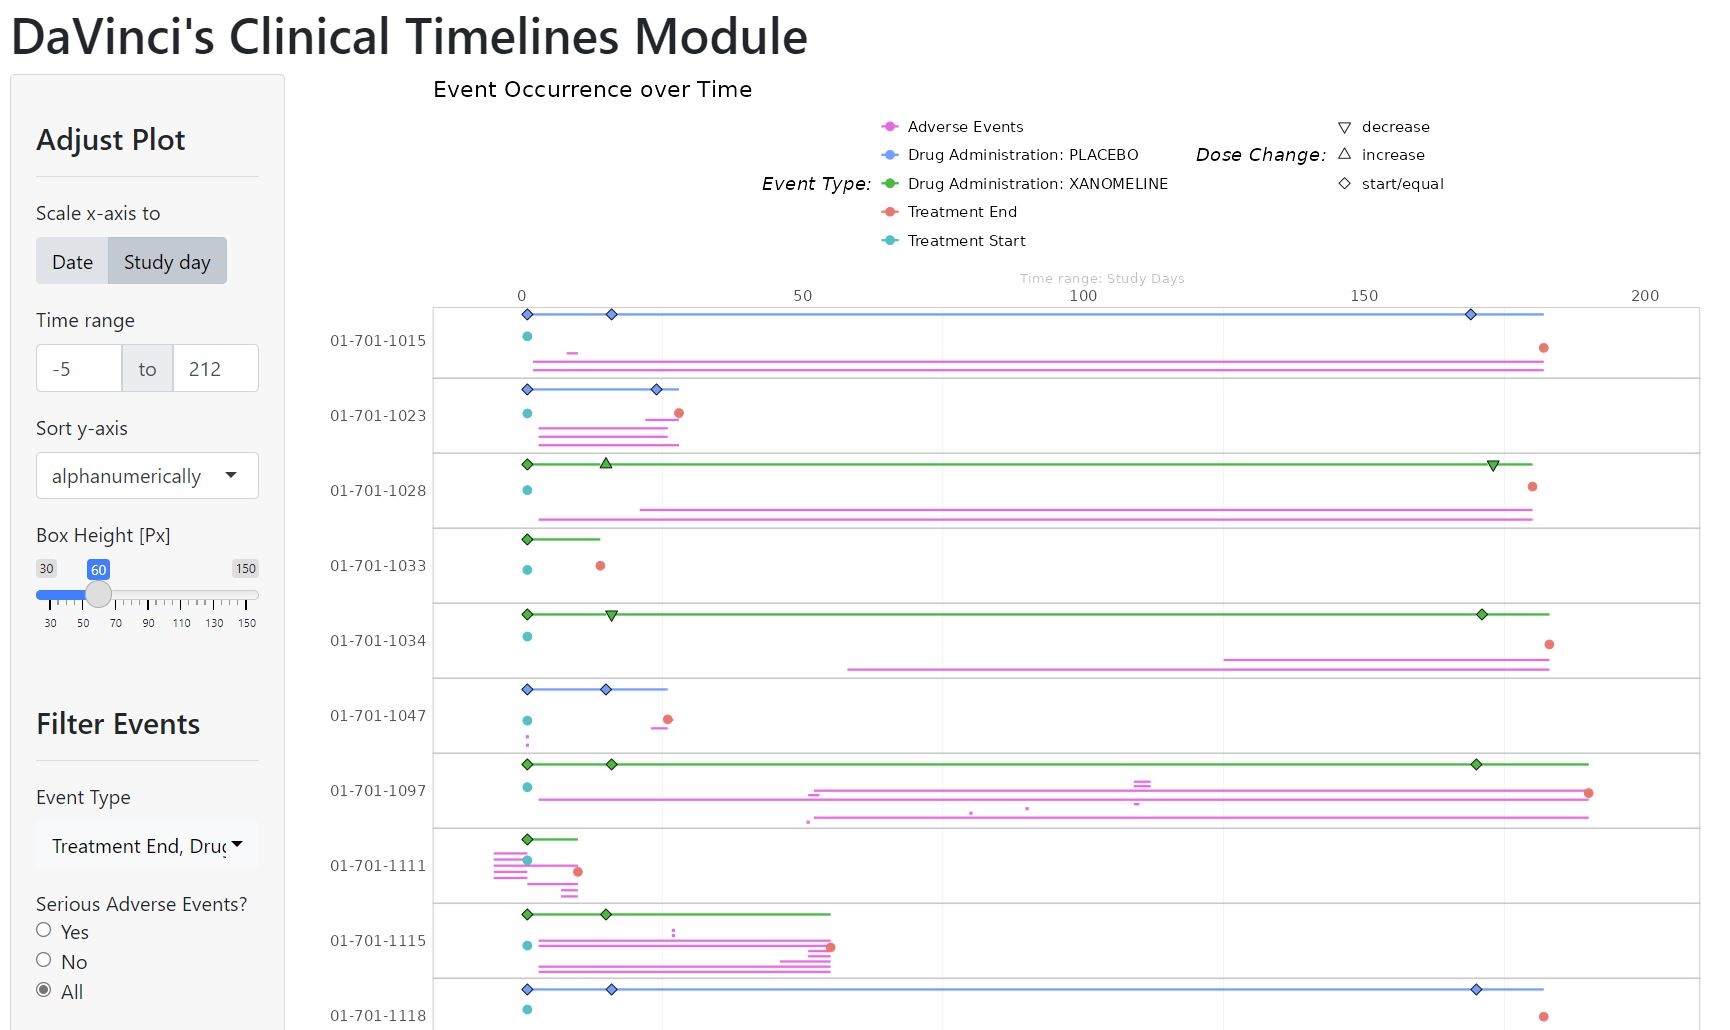 DaVinci's Clinical Timelines Module
Adjust Plot
Scale x-axis to
Date Study day
Time range
-5 to 212
Sort y-axis
alphanumerically
Box Height [Px]
30 60 150
30 50 70 90 110 130 150
Filter Events
Event Type
Treatment End, Drug
Serious Adverse Events?
Yes
No
All
Event Occurrence over Time
Event Type:
Adverse Events
Drug Administration: PLACEBO
Drug Administration: XANOMELINE
Treatment End
Treatment Start
Dose Change:
decrease
increase
start/equal
Time range: Study Days
0 50 100 150 200
01-701-1015
01-701-1023
01-701-1028
01-701-1033
01-701-1034
01-701-1047
01-701-1097
01-701-1111
01-701-1115
01-701-1118